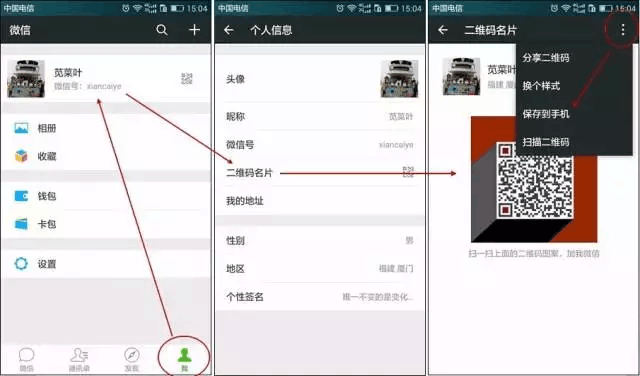 中国电信 15:04
微信
苋菜叶
微信号：xiancaiye
相册
收藏
钱包
卡包
设置
微信
通讯录
发现
我
中国电信 15:04
个人信息
头像
昵称 苋菜叶
微信号 xiancaiye
二维码名片
我的地址
性别 男
地区 福建 厦门
个性签名 唯一不变的是变化...
中国电信 15:04
二维码名片
分享二维码
换个样式
保存到手机
扫描二维码
苋菜叶
福建 厦门
扫一扫上面的二维码图案，加我微信